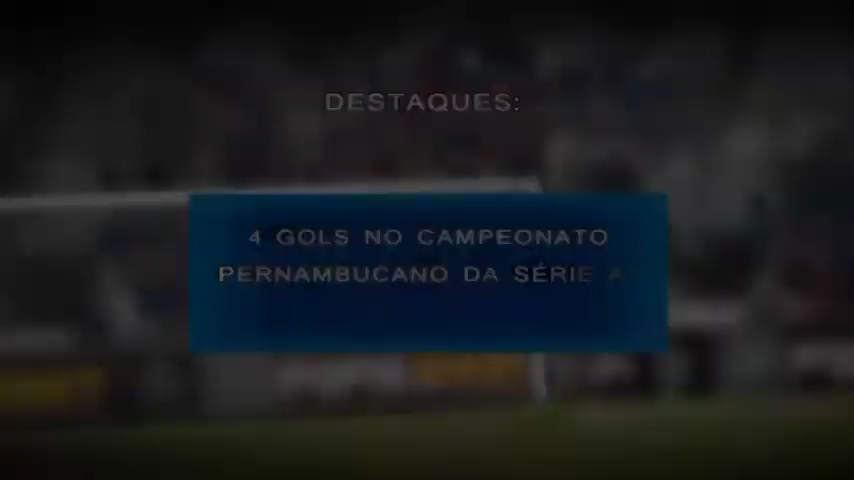 DESTAQUES:
4 GOLS NO CAMPEONATO
PERNAMBUCANO DA SÉRIE A